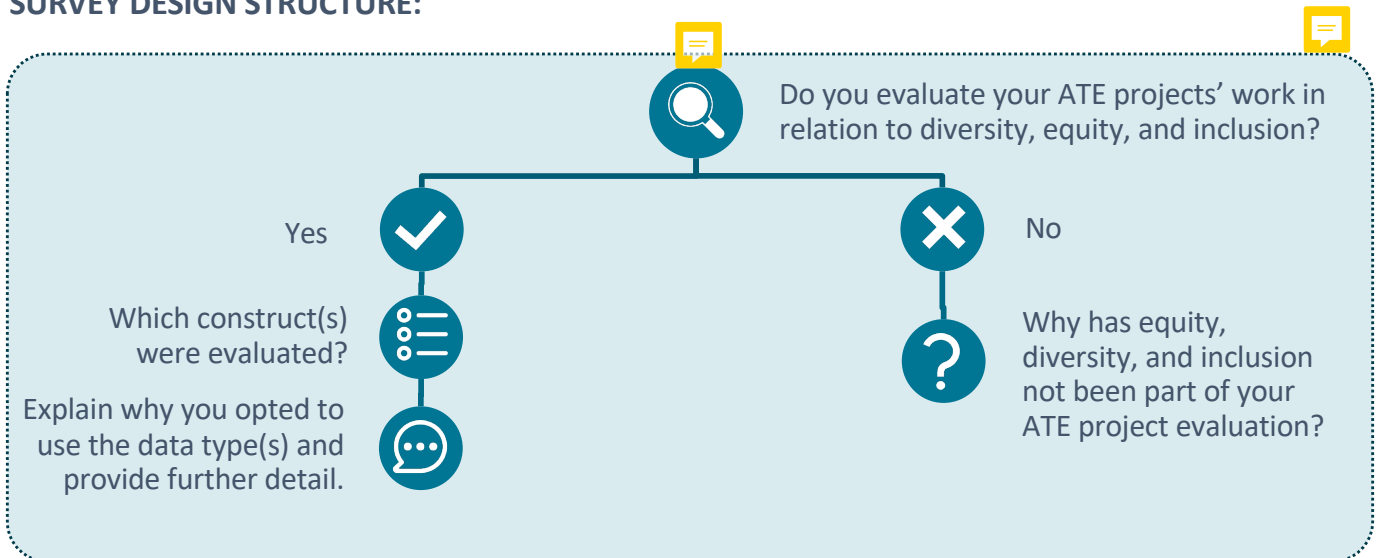 SURVEY DESIGN STRUCTURE:
Do you evaluate your ATE projects’ work in
relation to diversity, equity, and inclusion?
Yes
No
Which construct(s)
were evaluated?
Explain why you opted to
use the data type(s) and
provide further detail.
Why has equity,
diversity, and inclusion
not been part of your
ATE project evaluation?